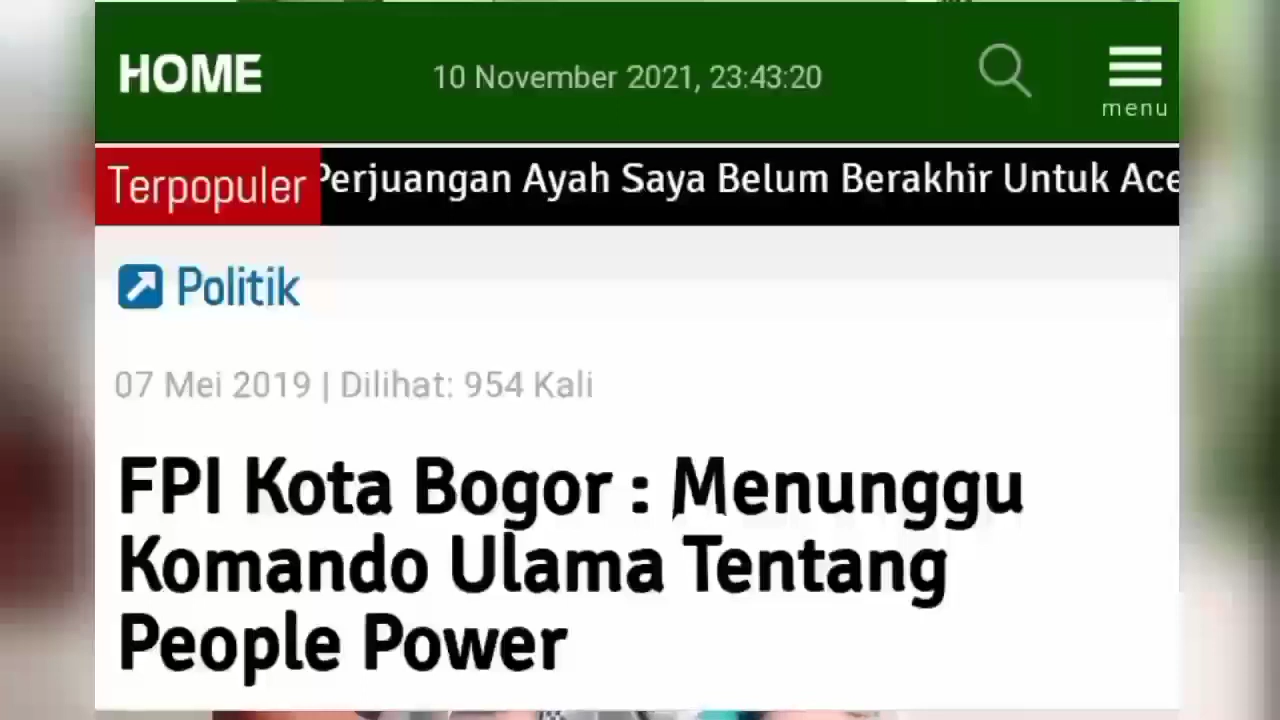 HOME
10 November 2021, 23:43:20
menu
Terpopuler
Perjuangan Ayah Saya Belum Berakhir Untuk Ace
Politik
07 Mei 2019 | Dilihat: 954 Kali
FPI Kota Bogor : Menunggu
Komando Ulama Tentang
People Power